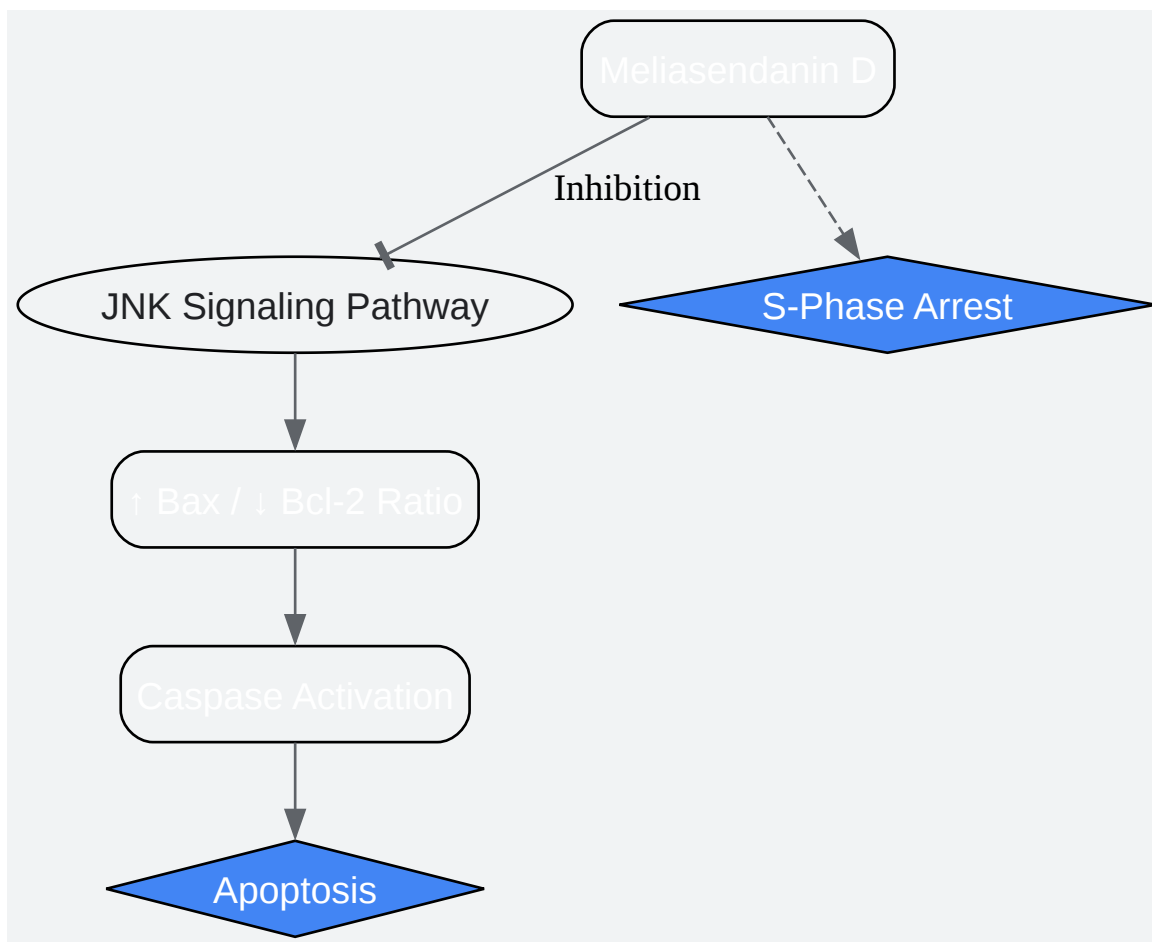 Meliasendanin D
Inhibition
JNK Signaling Pathway
S-Phase Arrest
↑ Bax / ↓ Bcl-2 Ratio
Caspase Activation
Apoptosis